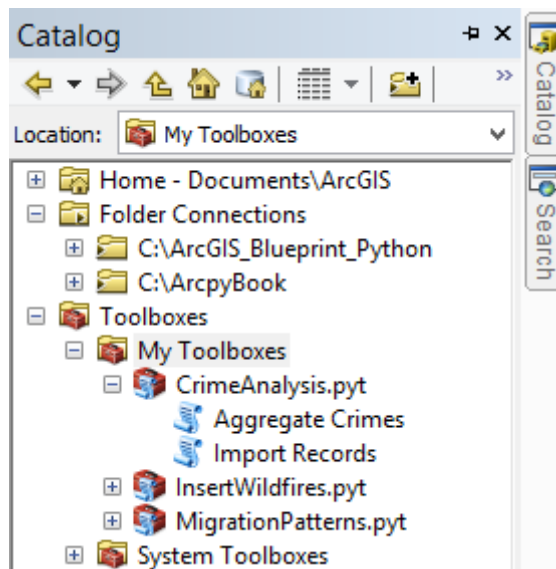 Catalog
Location: My Toolboxes
Home - Documents\ArcGIS
Folder Connections
C:\ArcGIS_Blueprint_Python
C:\ArcpyBook
Toolboxes
My Toolboxes
CrimeAnalysis.pyt
Aggregate Crimes
Import Records
InsertWildfires.pyt
MigrationPatterns.pyt
System Toolboxes
Catalog
Search